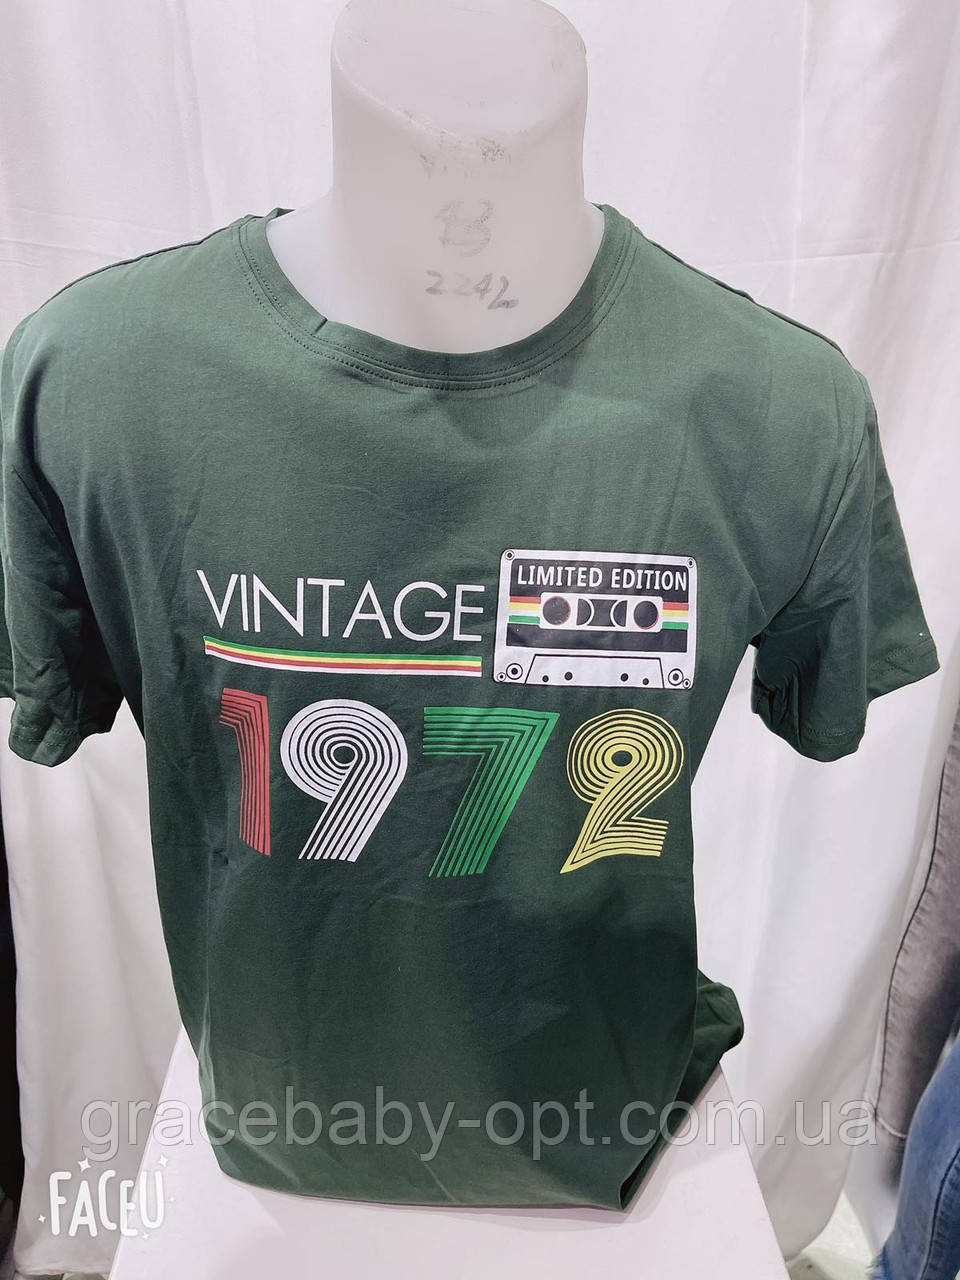 2242
VINTAGE
LIMITED EDITION
1972
gracebaby-opt.com.ua
FACEU